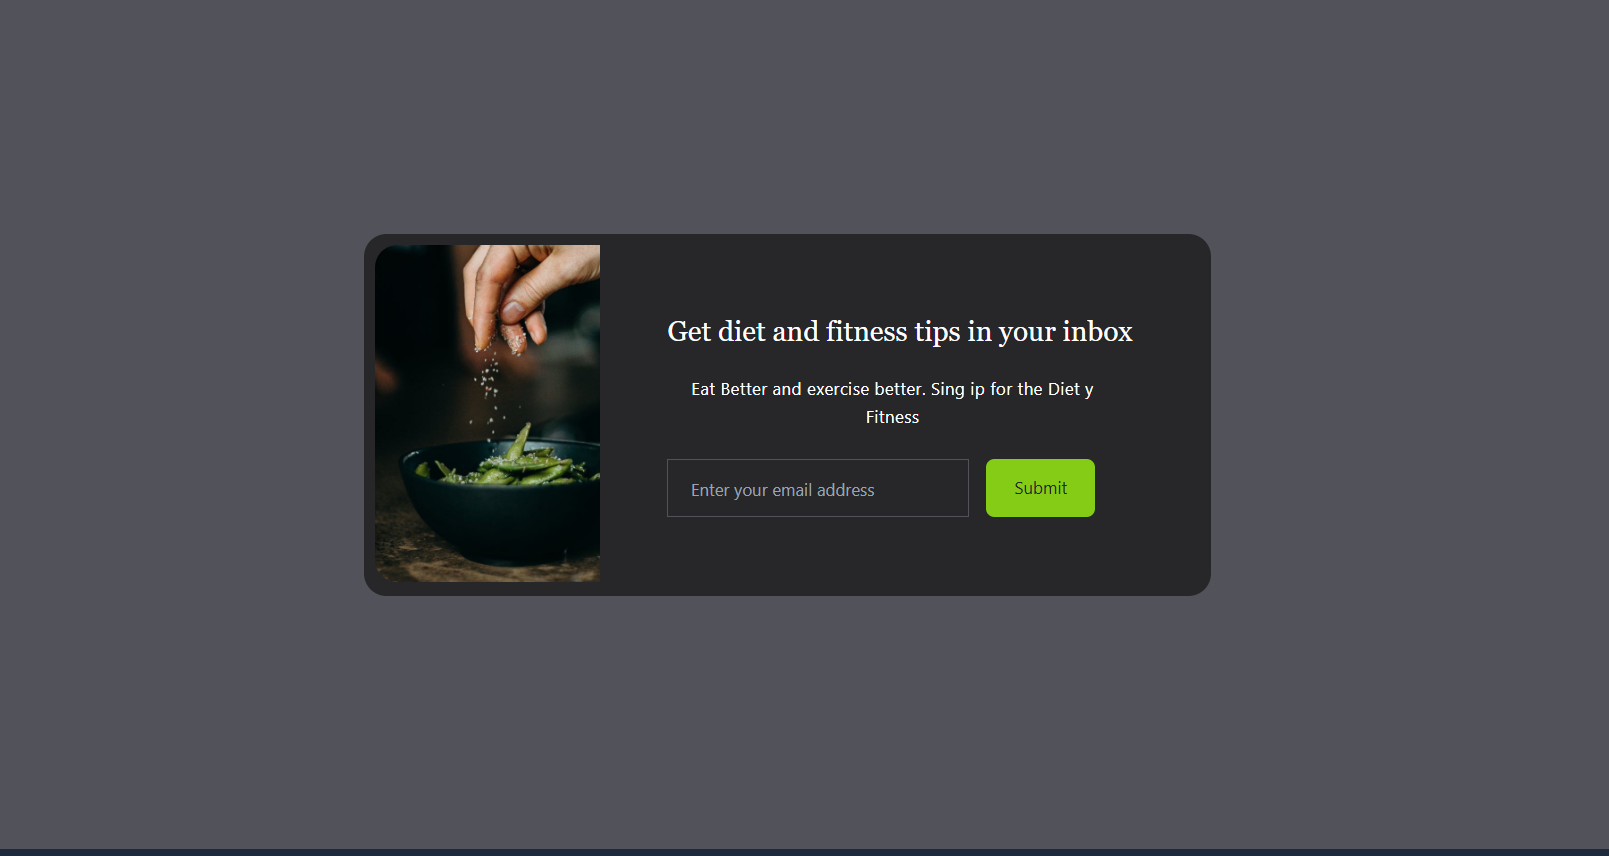 Get diet and fitness tips in your inbox
Eat Better and exercise better. Sing ip for the Diet y
Fitness
Enter your email address
Submit